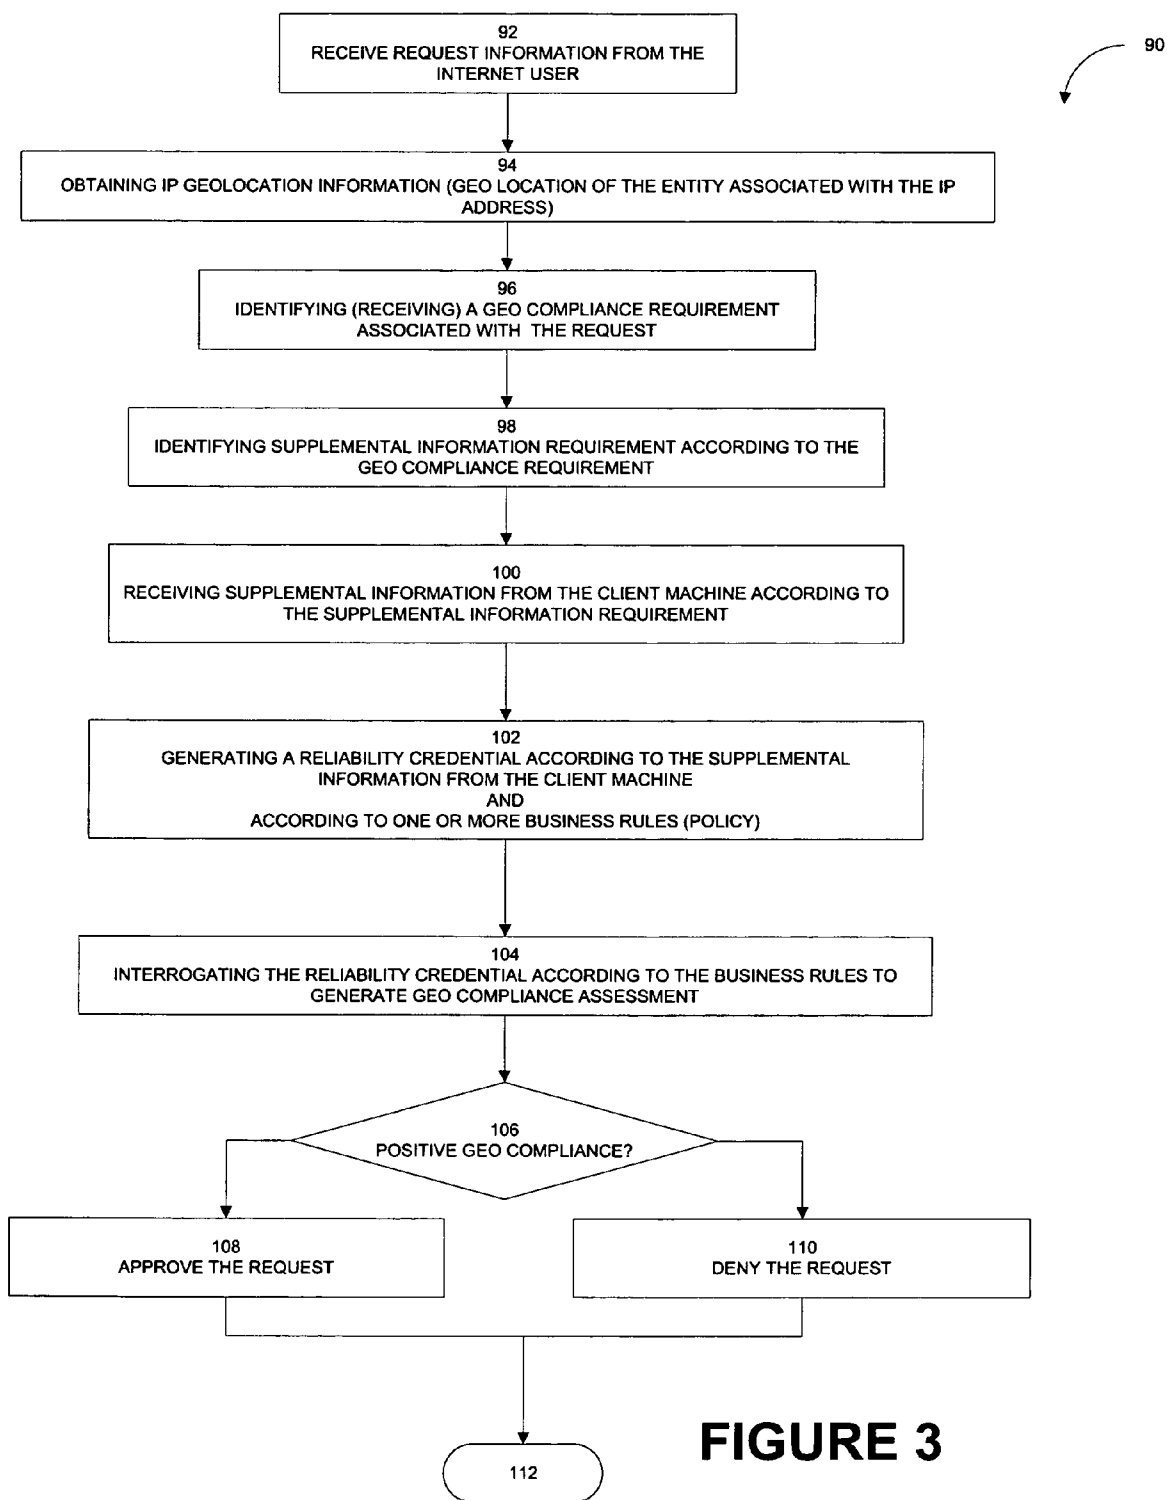 92
RECEIVE REQUEST INFORMATION FROM THE
INTERNET USER
90
94
OBTAINING IP GEOLOCATION INFORMATION (GEO LOCATION OF THE ENTITY ASSOCIATED WITH THE IP
ADDRESS)
96
IDENTIFYING (RECEIVING) A GEO COMPLIANCE REQUIREMENT
ASSOCIATED WITH THE REQUEST
98
IDENTIFYING SUPPLEMENTAL INFORMATION REQUIREMENT ACCORDING TO THE
GEO COMPLIANCE REQUIREMENT
100
RECEIVING SUPPLEMENTAL INFORMATION FROM THE CLIENT MACHINE ACCORDING TO
THE SUPPLEMENTAL INFORMATION REQUIREMENT
102
GENERATING A RELIABILITY CREDENTIAL ACCORDING TO THE SUPPLEMENTAL
INFORMATION FROM THE CLIENT MACHINE
AND
ACCORDING TO ONE OR MORE BUSINESS RULES (POLICY)
104
INTERROGATING THE RELIABILITY CREDENTIAL ACCORDING TO THE BUSINESS RULES TO
GENERATE GEO COMPLIANCE ASSESSMENT
106
POSITIVE GEO COMPLIANCE?
108
APPROVE THE REQUEST
110
DENY THE REQUEST
FIGURE 3
112